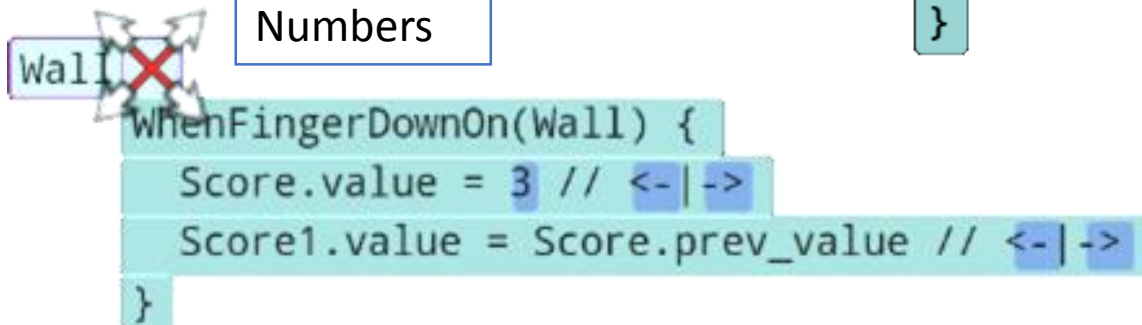 Numbers
}
Wall
WhenFingerDownOn(Wall) {
Score.value = 3 // <-|->
Score1.value = Score.prev_value // <-|->
}